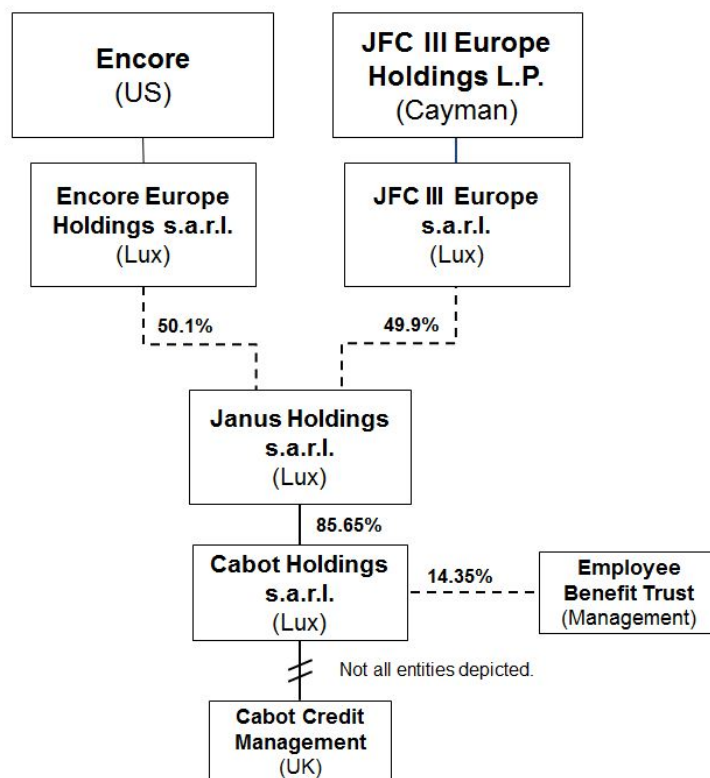 Encore
(US)
JFC III Europe
Holdings L.P.
(Cayman)
Encore Europe
Holdings s.a.r.l.
(Lux)
JFC III Europe
s.a.r.l.
(Lux)
50.1%
49.9%
Janus Holdings
s.a.r.l.
(Lux)
85.65%
Cabot Holdings
s.a.r.l.
(Lux)
14.35%
Employee
Benefit Trust
(Management)
Not all entities depicted.
Cabot Credit
Management
(UK)